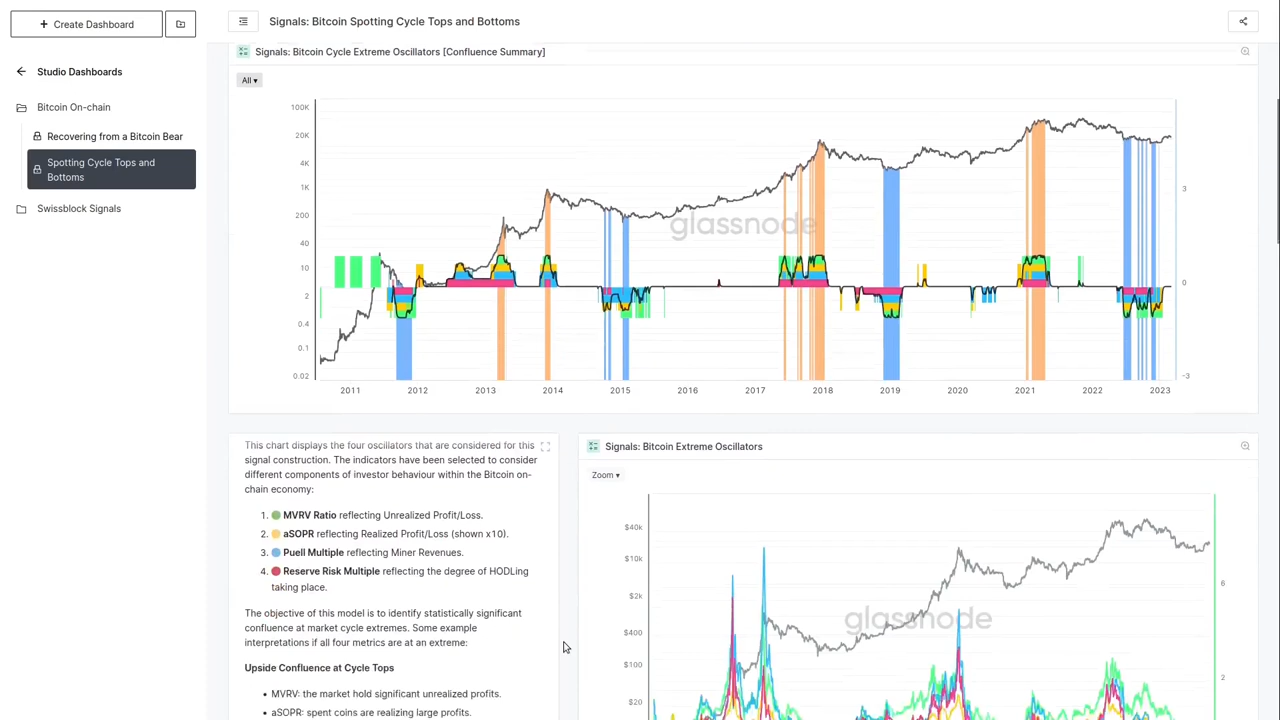 + Create Dashboard
Studio Dashboards
Bitcoin On-chain
Recovering from a Bitcoin Bear
Spotting Cycle Tops and
Bottoms
Swissblock Signals
Signals: Bitcoin Spotting Cycle Tops and Bottoms
Signals: Bitcoin Cycle Extreme Oscillators [Confluence Summary]
All ▾
100K
20K
4K
1K
200
40
10
2
0.4
0.1
0.02
3
0
-3
glassnode
2011 2012 2013 2014 2015 2016 2017 2018 2019 2020 2021 2022 2023
This chart displays the four oscillators that are considered for this
signal construction. The indicators have been selected to consider
different components of investor behaviour within the Bitcoin on-
chain economy:
1. MVRV Ratio reflecting Unrealized Profit/Loss.
2. aSOPR reflecting Realized Profit/Loss (shown x10).
3. Puell Multiple reflecting Miner Revenues.
4. Reserve Risk Multiple reflecting the degree of HODLing
taking place.
The objective of this model is to identify statistically significant
confluence at market cycle extremes. Some example
interpretations if all four metrics are at an extreme:
Upside Confluence at Cycle Tops
• MVRV: the market hold significant unrealized profits.
• aSOPR: spent coins are realizing large profits.
Signals: Bitcoin Extreme Oscillators
Zoom ▾
$40k
$10k
$2k
$400
$100
$20
6
2
glassnode